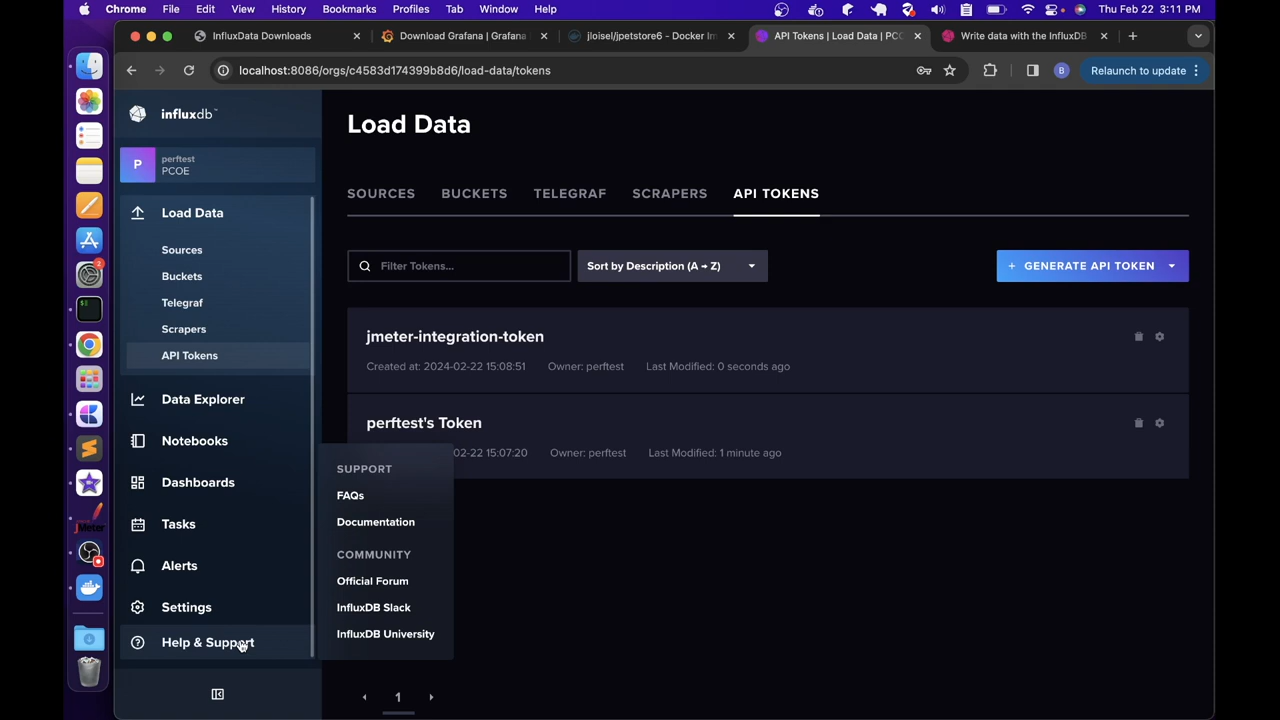 Chrome File Edit View History Bookmarks Profiles Tab Window Help Thu Feb 22 3:11 PM
InfluxData Downloads × Download Grafana | Grafana × jloisel/jpetstore6 - Docker Im × API Tokens | Load Data | PCC × Write data with the InfluxDB ×
localhost:8086/orgs/c4583d174399b8d6/load-data/tokens B Relaunch to update
influxdb™
P perftest
PCOE
Load Data
Sources
Buckets
Telegraf
Scrapers
API Tokens
Data Explorer
Notebooks
Dashboards
Tasks
Alerts
Settings
Help & Support
Load Data
SOURCES BUCKETS TELEGRAF SCRAPERS API TOKENS
Filter Tokens... Sort by Description (A → Z) + GENERATE API TOKEN
jmeter-integration-token
Created at: 2024-02-22 15:08:51 Owner: perftest Last Modified: 0 seconds ago
perftest's Token
02-22 15:07:20 Owner: perftest Last Modified: 1 minute ago
SUPPORT
FAQs
Documentation
COMMUNITY
Official Forum
InfluxDB Slack
InfluxDB University
1
2
$
JMeter